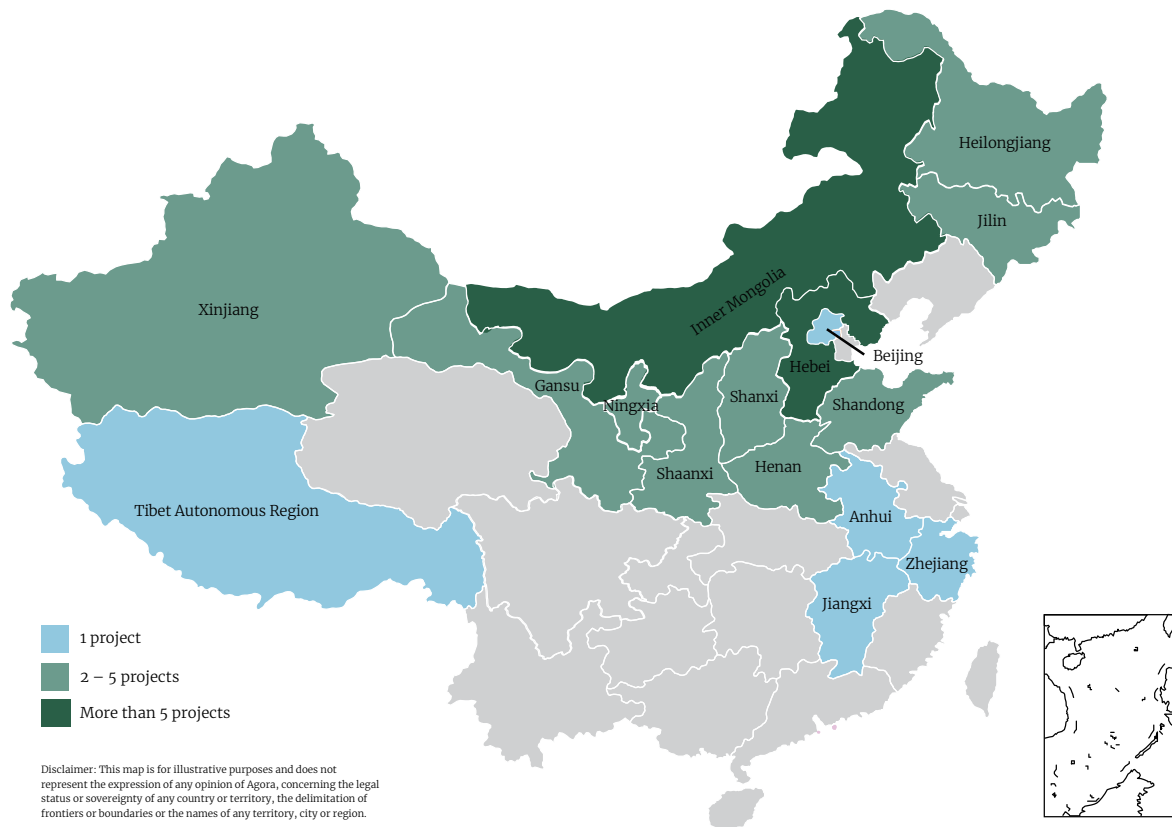 Heilongjiang
Jilin
Xinjiang
Inner Mongolia
Beijing
Hebei
Gansu
Ningxia
Shanxi
Shandong
Shaanxi
Henan
Tibet Autonomous Region
Anhui
Zhejiang
Jiangxi
1 project
2 – 5 projects
More than 5 projects
Disclaimer: This map is for illustrative purposes and does not
represent the expression of any opinion of Agora, concerning the legal
status or sovereignty of any country or territory, the delimitation of
frontiers or boundaries or the names of any territory, city or region.